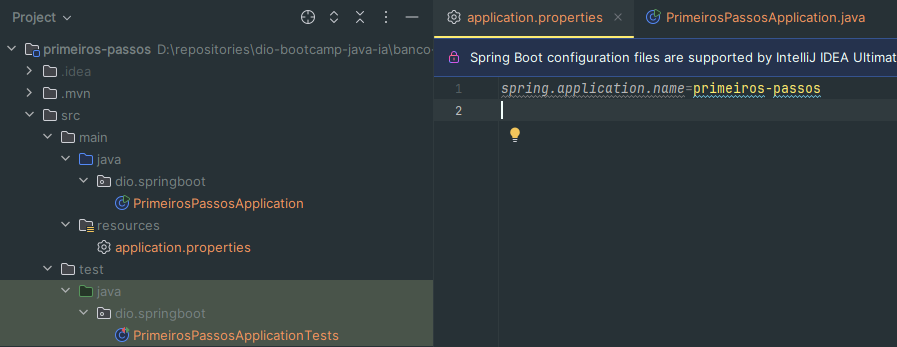 Project
primeiros-passos D:\repositories\dio-bootcamp-java-ia\banco-
.idea
.mvn
src
main
java
dio.springboot
PrimeirosPassosApplication
resources
application.properties
test
java
dio.springboot
PrimeirosPassosApplicationTests
application.properties
PrimeirosPassosApplication.java
Spring Boot configuration files are supported by IntelliJ IDEA Ultimat
1 spring.application.name=primeiros-passos
2